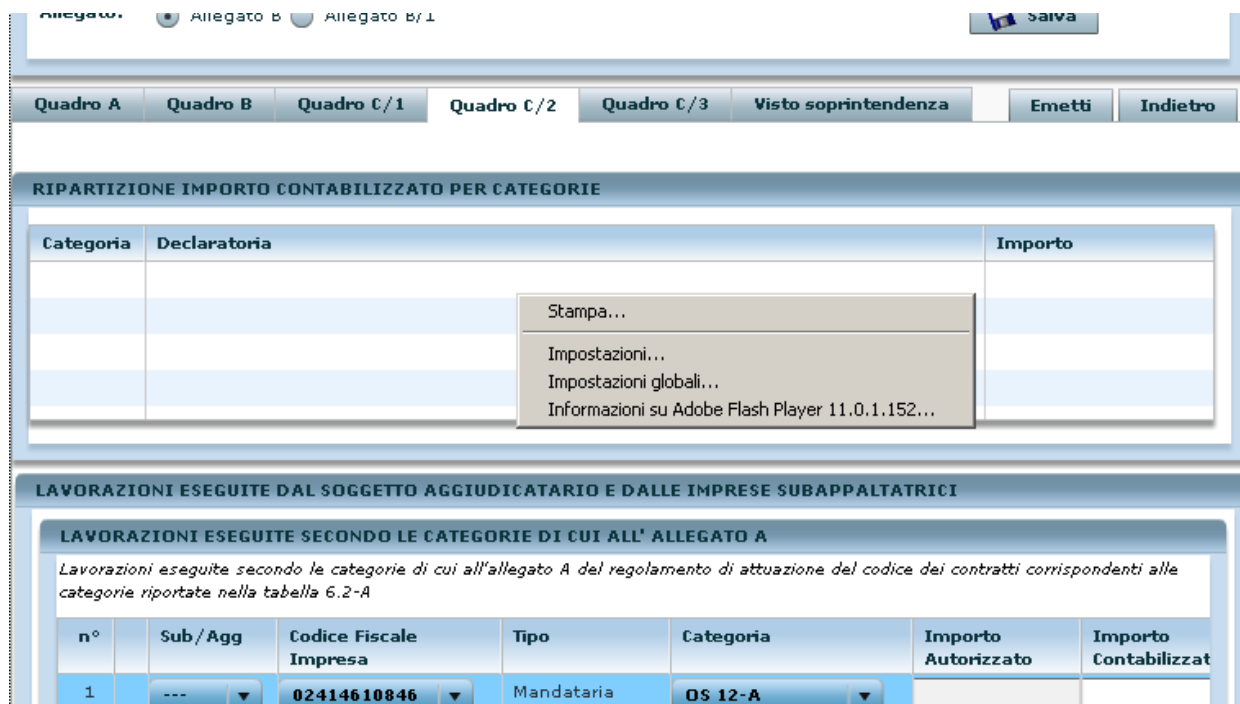 Allegato: Allegato B Allegato B/1 Salva
Quadro A Quadro B Quadro C/1 Quadro C/2 Quadro C/3 Visto soprintendenza Emetti Indietro
RIPARTIZIONE IMPORTO CONTABILIZZATO PER CATEGORIE
Categoria Declaratoria Importo
Stampa...
Impostazioni...
Impostazioni globali...
Informazioni su Adobe Flash Player 11.0.1.152...
LAVORAZIONI ESEGUITE DAL SOGGETTO AGGIUDICATARIO E DALLE IMPRESE SUBAPPALTATRICI
LAVORAZIONI ESEGUITE SECONDO LE CATEGORIE DI CUI ALL' ALLEGATO A
Lavorazioni eseguite secondo le categorie di cui all'allegato A del regolamento di attuazione del codice dei contratti corrispondenti alle
categorie riportate nella tabella 6.2-A
n° Sub/Agg Codice Fiscale Tipo Categoria Importo Importo
Impresa Autorizzato Contabilizzat
1 --- 02414610846 Mandataria OS 12-A